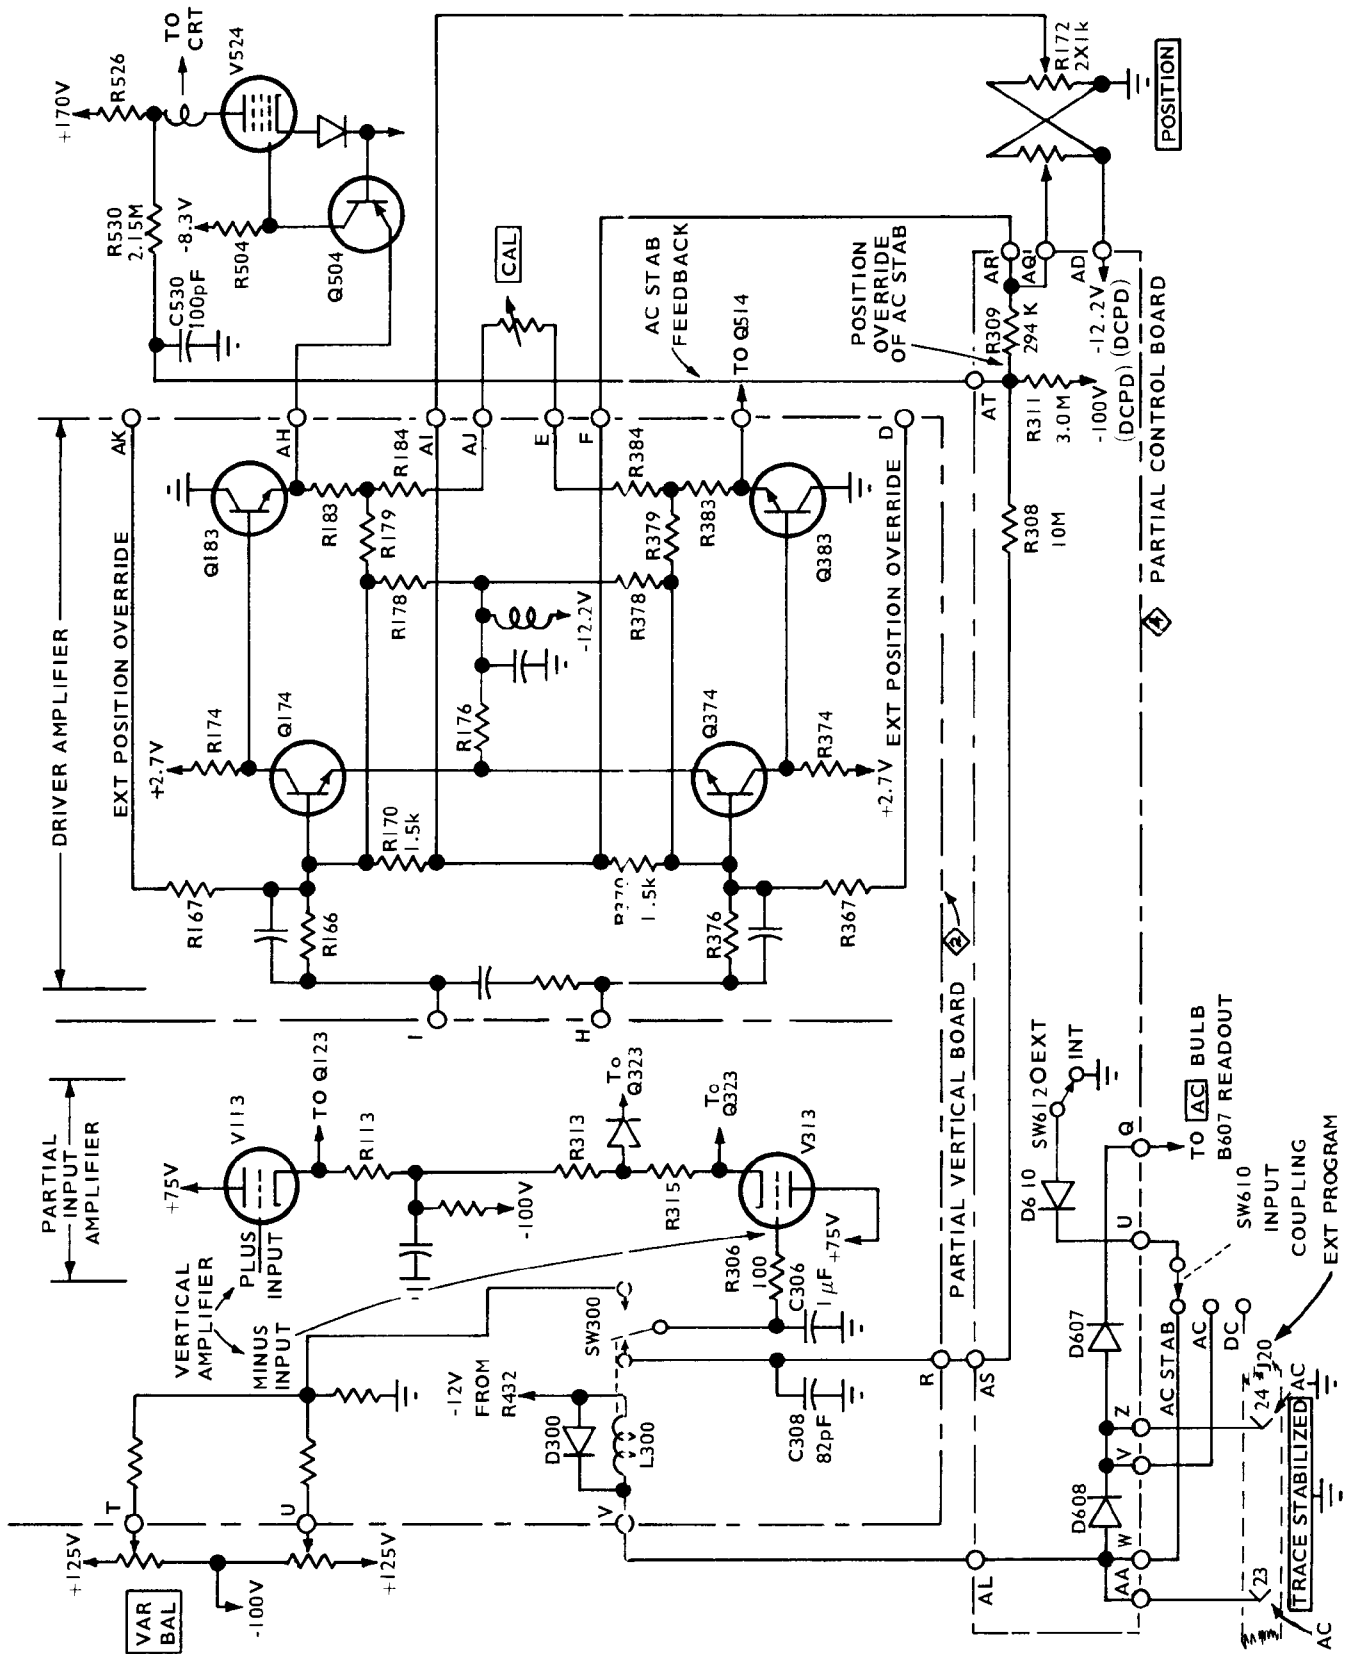 +170V
R526
TO
CRT
V524
R530
2.15M
-8.3V
R504
Q504
C530
100pF
CAL
AC STAB
FEEDBACK
POSITION
OVERRIDE
OF AC STAB
TO Q514
R172
2X1k
POSITION
AR
AQ
AD
R309
294 K
-12.2V
(DCPD)
AT
R311
3.0M
-100V
(DCPD)
PARTIAL CONTROL BOARD
4
R308
10M
DRIVER AMPLIFIER
AK
EXT POSITION OVERRIDE
AH
AI
AJ
E
F
D
Q183
R183
R184
R179
R178
R384
R379
R383
R378
Q383
-12.2V
EXT POSITION OVERRIDE
+2.7V
R174
Q174
R176
Q374
R374
+2.7V
R170
1.5k
1.5k
R167
R166
R376
R367
2
PARTIAL VERTICAL BOARD
I
H
PARTIAL
INPUT
AMPLIFIER
+75V
V113
TO Q123
R113
-100V
R313
To
Q323
R315
To
Q323
V313
+75V
R306
100
C306
1 µF
VERTICAL
AMPLIFIER
PLUS
INPUT
MINUS
INPUT
SW300
-12V
FROM
R432
D300
L300
C308
82pF
R
AS
T
U
V
+125V
VAR
BAL
-100V
+125V
AL
AA
W
V
Z
U
Q
D608
D607
D610
SW612
EXT
INT
TO AC BULB
B607 READOUT
SW610
INPUT
COUPLING
AC STAB
AC
DC
EXT PROGRAM
J20
24
23
AC
TRACE STABILIZED AC